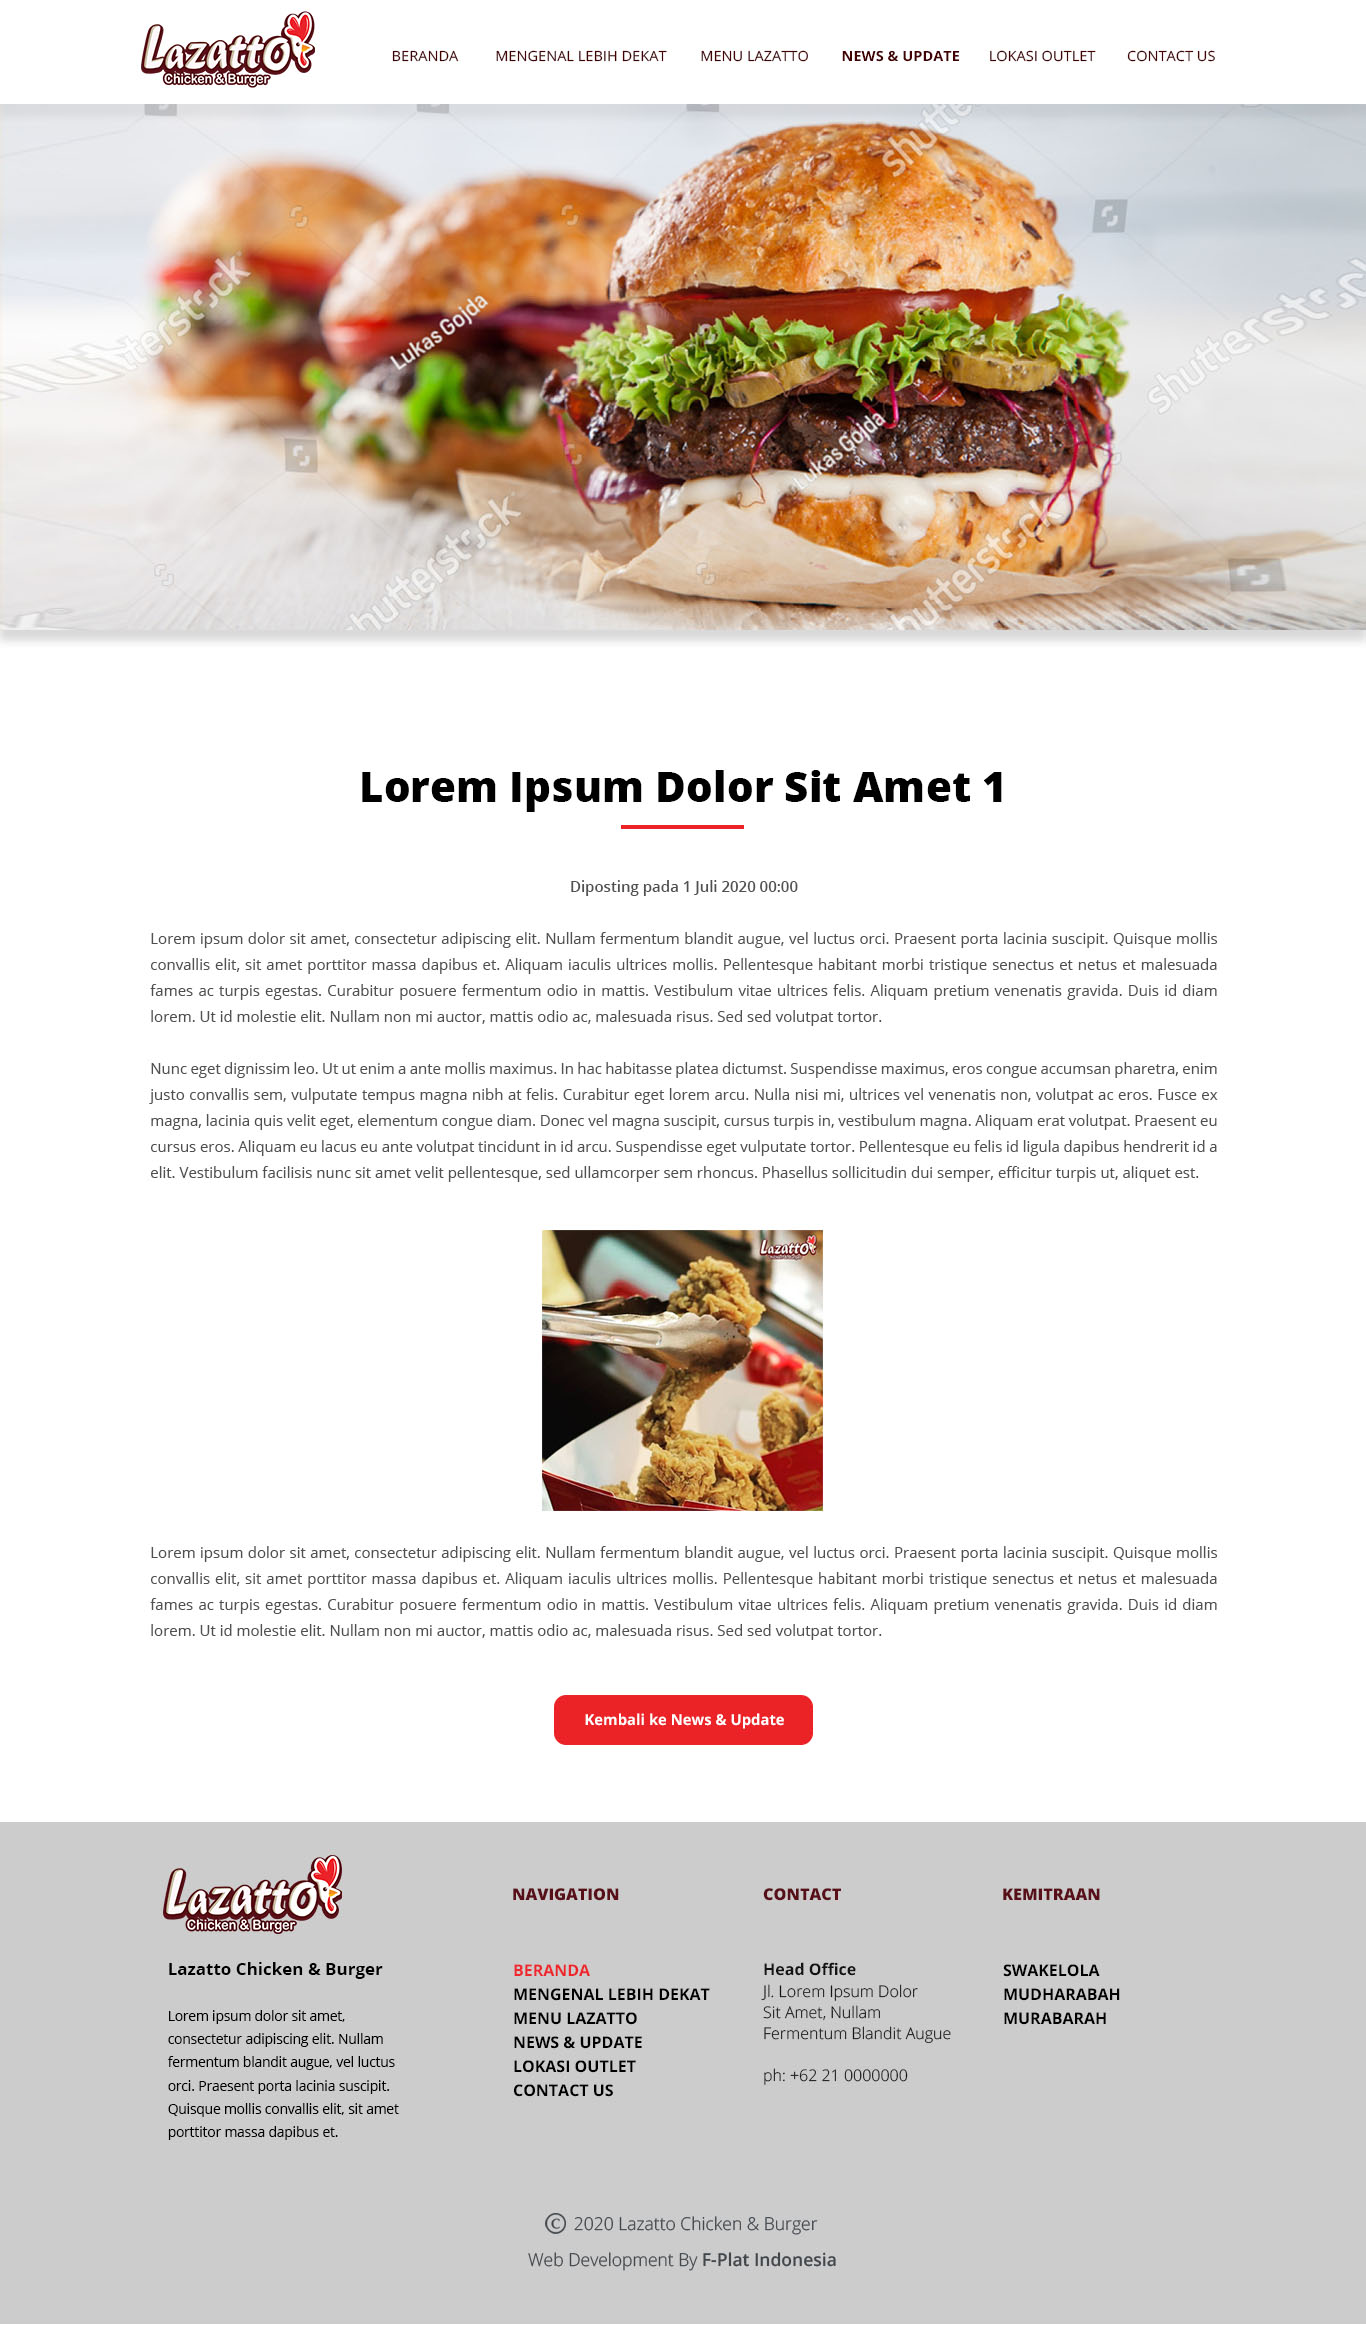 Lazatto
Chicken & Burger
BERANDA MENGENAL LEBIH DEKAT MENU LAZATTO NEWS & UPDATE LOKASI OUTLET CONTACT US
shutterstock
Lukas Gojda
shutterstock
Lukas Gojda
shutterstock
shutterstock
Lorem Ipsum Dolor Sit Amet 1
Diposting pada 1 Juli 2020 00:00
Lorem ipsum dolor sit amet, consectetur adipiscing elit. Nullam fermentum blandit augue, vel luctus orci. Praesent porta lacinia suscipit. Quisque mollis
convallis elit, sit amet porttitor massa dapibus et. Aliquam iaculis ultrices mollis. Pellentesque habitant morbi tristique senectus et netus et malesuada
fames ac turpis egestas. Curabitur posuere fermentum odio in mattis. Vestibulum vitae ultrices felis. Aliquam pretium venenatis gravida. Duis id diam
lorem. Ut id molestie elit. Nullam non mi auctor, mattis odio ac, malesuada risus. Sed sed volutpat tortor.
Nunc eget dignissim leo. Ut ut enim a ante mollis maximus. In hac habitasse platea dictumst. Suspendisse maximus, eros congue accumsan pharetra, enim
justo convallis sem, vulputate tempus magna nibh at felis. Curabitur eget lorem arcu. Nulla nisi mi, ultrices vel venenatis non, volutpat ac eros. Fusce ex
magna, lacinia quis velit eget, elementum congue diam. Donec vel magna suscipit, cursus turpis in, vestibulum magna. Aliquam erat volutpat. Praesent eu
cursus eros. Aliquam eu lacus eu ante volutpat tincidunt in id arcu. Suspendisse eget vulputate tortor. Pellentesque eu felis id ligula dapibus hendrerit id a
elit. Vestibulum facilisis nunc sit amet velit pellentesque, sed ullamcorper sem rhoncus. Phasellus sollicitudin dui semper, efficitur turpis ut, aliquet est.
Lazatto
Lorem ipsum dolor sit amet, consectetur adipiscing elit. Nullam fermentum blandit augue, vel luctus orci. Praesent porta lacinia suscipit. Quisque mollis
convallis elit, sit amet porttitor massa dapibus et. Aliquam iaculis ultrices mollis. Pellentesque habitant morbi tristique senectus et netus et malesuada
fames ac turpis egestas. Curabitur posuere fermentum odio in mattis. Vestibulum vitae ultrices felis. Aliquam pretium venenatis gravida. Duis id diam
lorem. Ut id molestie elit. Nullam non mi auctor, mattis odio ac, malesuada risus. Sed sed volutpat tortor.
Kembali ke News & Update
Lazatto
Chicken & Burger
Lazatto Chicken & Burger
Lorem ipsum dolor sit amet,
consectetur adipiscing elit. Nullam
fermentum blandit augue, vel luctus
orci. Praesent porta lacinia suscipit.
Quisque mollis convallis elit, sit amet
porttitor massa dapibus et.
NAVIGATION
BERANDA
MENGENAL LEBIH DEKAT
MENU LAZATTO
NEWS & UPDATE
LOKASI OUTLET
CONTACT US
CONTACT
Head Office
Jl. Lorem Ipsum Dolor
Sit Amet, Nullam
Fermentum Blandit Augue
ph: +62 21 0000000
KEMITRAAN
SWAKELOLA
MUDHARABAH
MURABARAH
© 2020 Lazatto Chicken & Burger
Web Development By F-Plat Indonesia